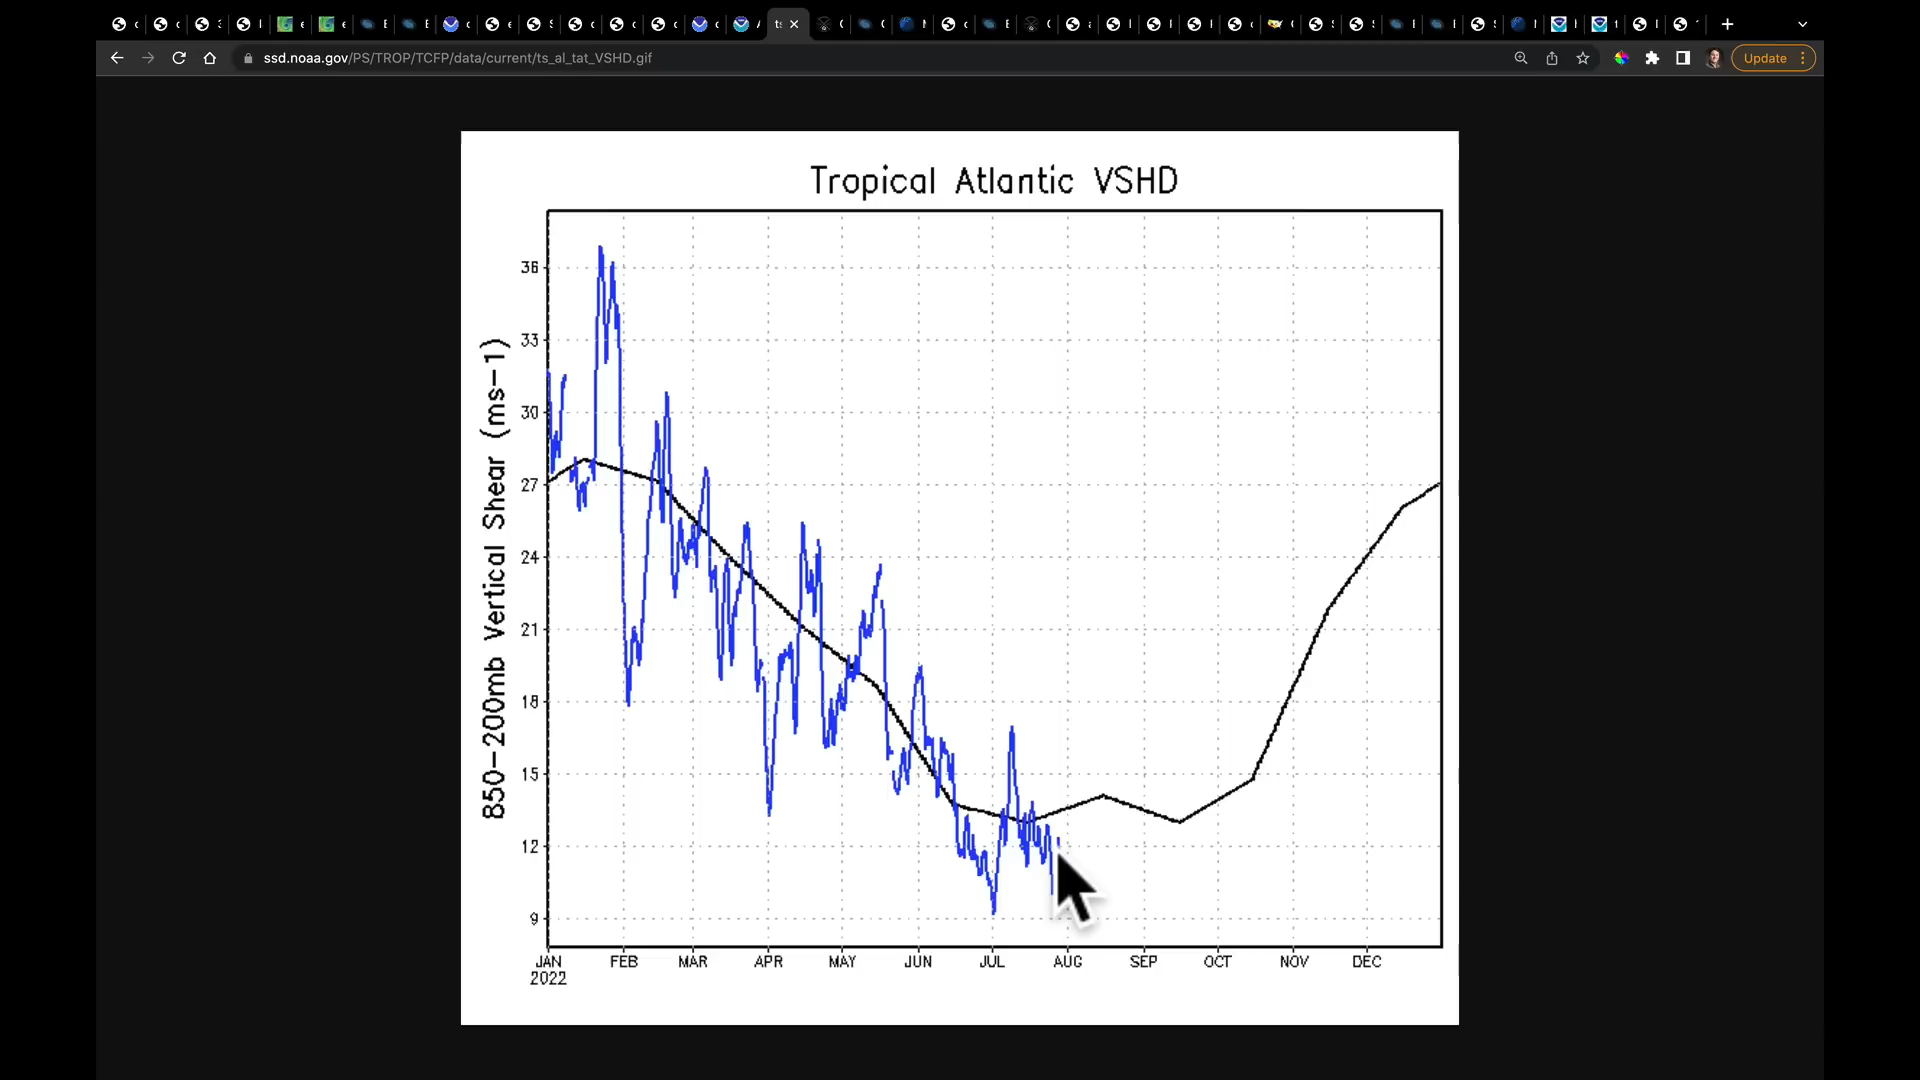 ssd.noaa.gov/PS/TROP/TCFP/data/current/ts_al_tat_VSHD.gif
Update
Tropical Atlantic VSHD
850-200mb Vertical Shear (ms-1)
36
33
30
27
24
21
18
15
12
9
JAN FEB MAR APR MAY JUN JUL AUG SEP OCT NOV DEC
2022